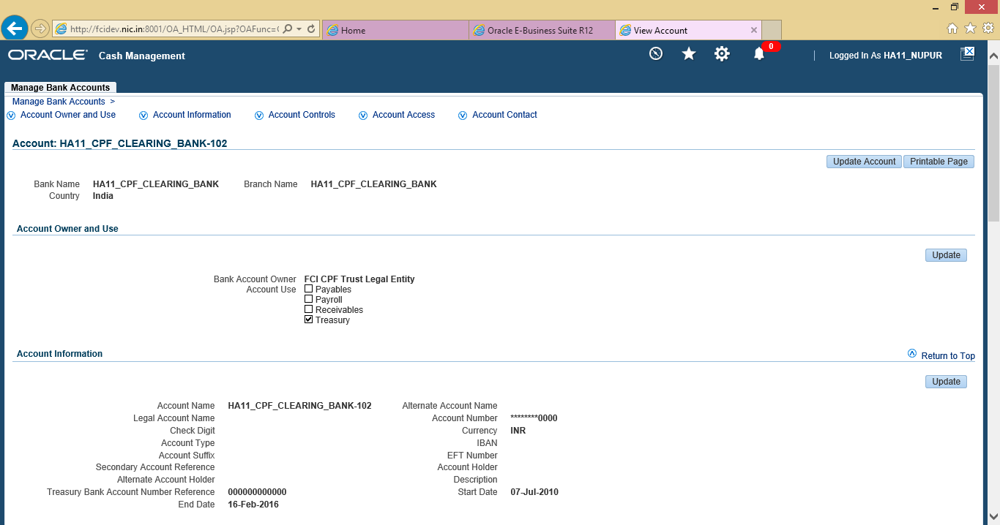 http://fcidev.nic.in:8001/OA_HTML/OA.jsp?OAFunc=
Home
Oracle E-Business Suite R12
View Account
ORACLE Cash Management
0
Logged In As HA11_NUPUR
Manage Bank Accounts
Manage Bank Accounts >
Account Owner and Use Account Information Account Controls Account Access Account Contact
Account: HA11_CPF_CLEARING_BANK-102
Update Account Printable Page
Bank Name HA11_CPF_CLEARING_BANK Branch Name HA11_CPF_CLEARING_BANK
Country India
Account Owner and Use
Update
Bank Account Owner FCI CPF Trust Legal Entity
Account Use Payables
Payroll
Receivables
Treasury
Account Information Return to Top
Update
Account Name HA11_CPF_CLEARING_BANK-102 Alternate Account Name
Legal Account Name Account Number ********0000
Check Digit Currency INR
Account Type IBAN
Account Suffix EFT Number
Secondary Account Reference Account Holder
Alternate Account Holder Description
Treasury Bank Account Number Reference 000000000000 Start Date 07-Jul-2010
End Date 16-Feb-2016